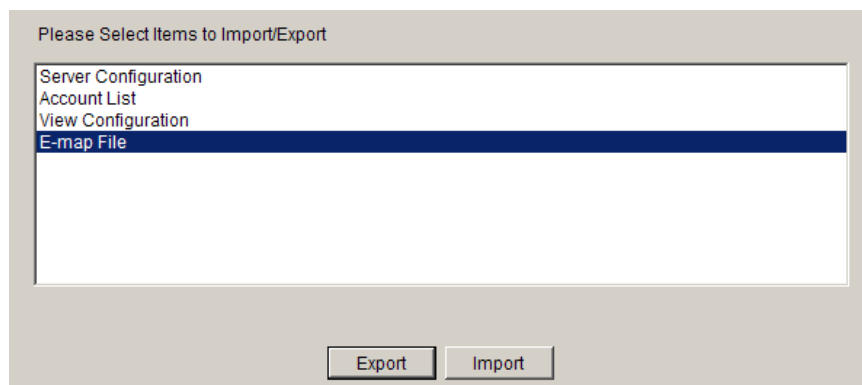 Please Select Items to Import/Export
Server Configuration
Account List
View Configuration
E-map File
Export Import